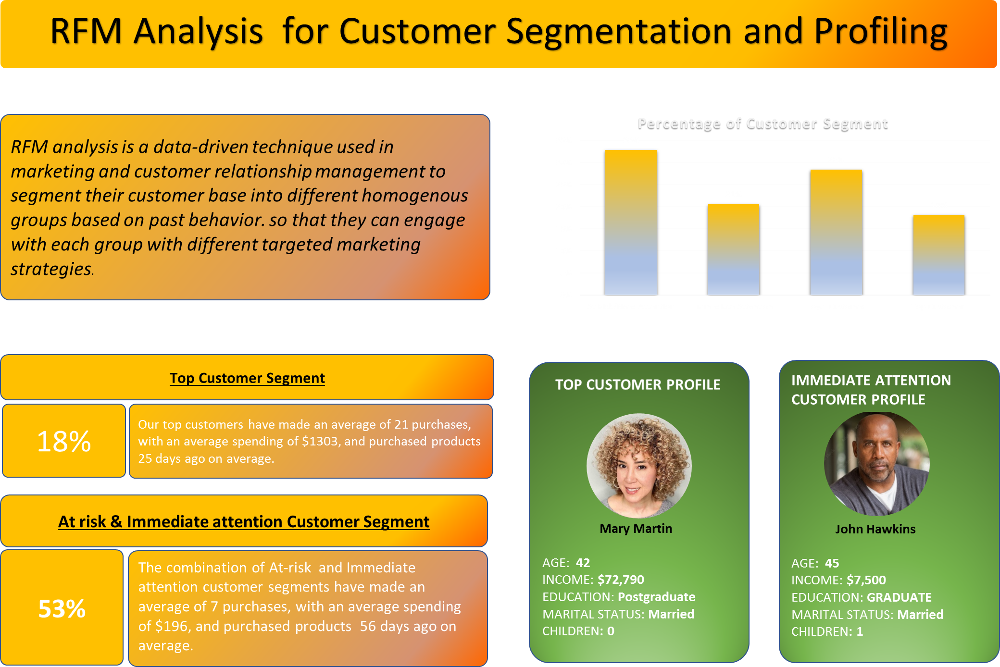 RFM Analysis for Customer Segmentation and Profiling
RFM analysis is a data-driven technique used in
marketing and customer relationship management to
segment their customer base into different homogenous
groups based on past behavior. so that they can engage
with each group with different targeted marketing
strategies.
Percentage of Customer Segment
Top Customer Segment
18%
Our top customers have made an average of 21 purchases,
with an average spending of $1303, and purchased products
25 days ago on average.
At risk & Immediate attention Customer Segment
53%
The combination of At-risk and Immediate
attention customer segments have made an
average of 7 purchases, with an average spending
of $196, and purchased products 56 days ago on
average.
TOP CUSTOMER PROFILE
Mary Martin
AGE: 42
INCOME: $72,790
EDUCATION: Postgraduate
MARITAL STATUS: Married
CHILDREN: 0
IMMEDIATE ATTENTION
CUSTOMER PROFILE
John Hawkins
AGE: 45
INCOME: $7,500
EDUCATION: GRADUATE
MARITAL STATUS: Married
CHILDREN: 1